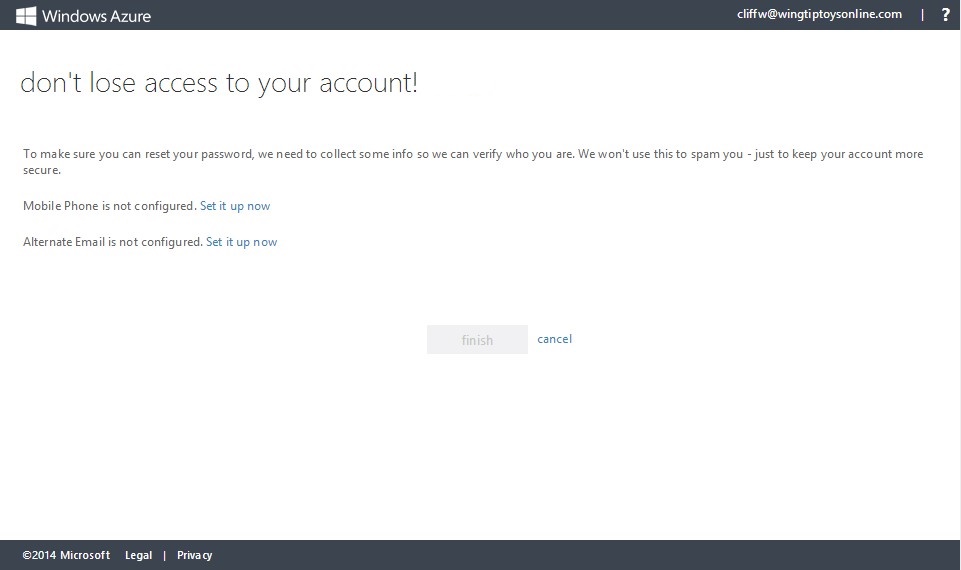 Windows Azure cliffw@wingtiptoysonline.com | ?
don't lose access to your account!
To make sure you can reset your password, we need to collect some info so we can verify who you are. We won't use this to spam you - just to keep your account more
secure.
Mobile Phone is not configured. Set it up now
Alternate Email is not configured. Set it up now
finish cancel
©2014 Microsoft Legal | Privacy